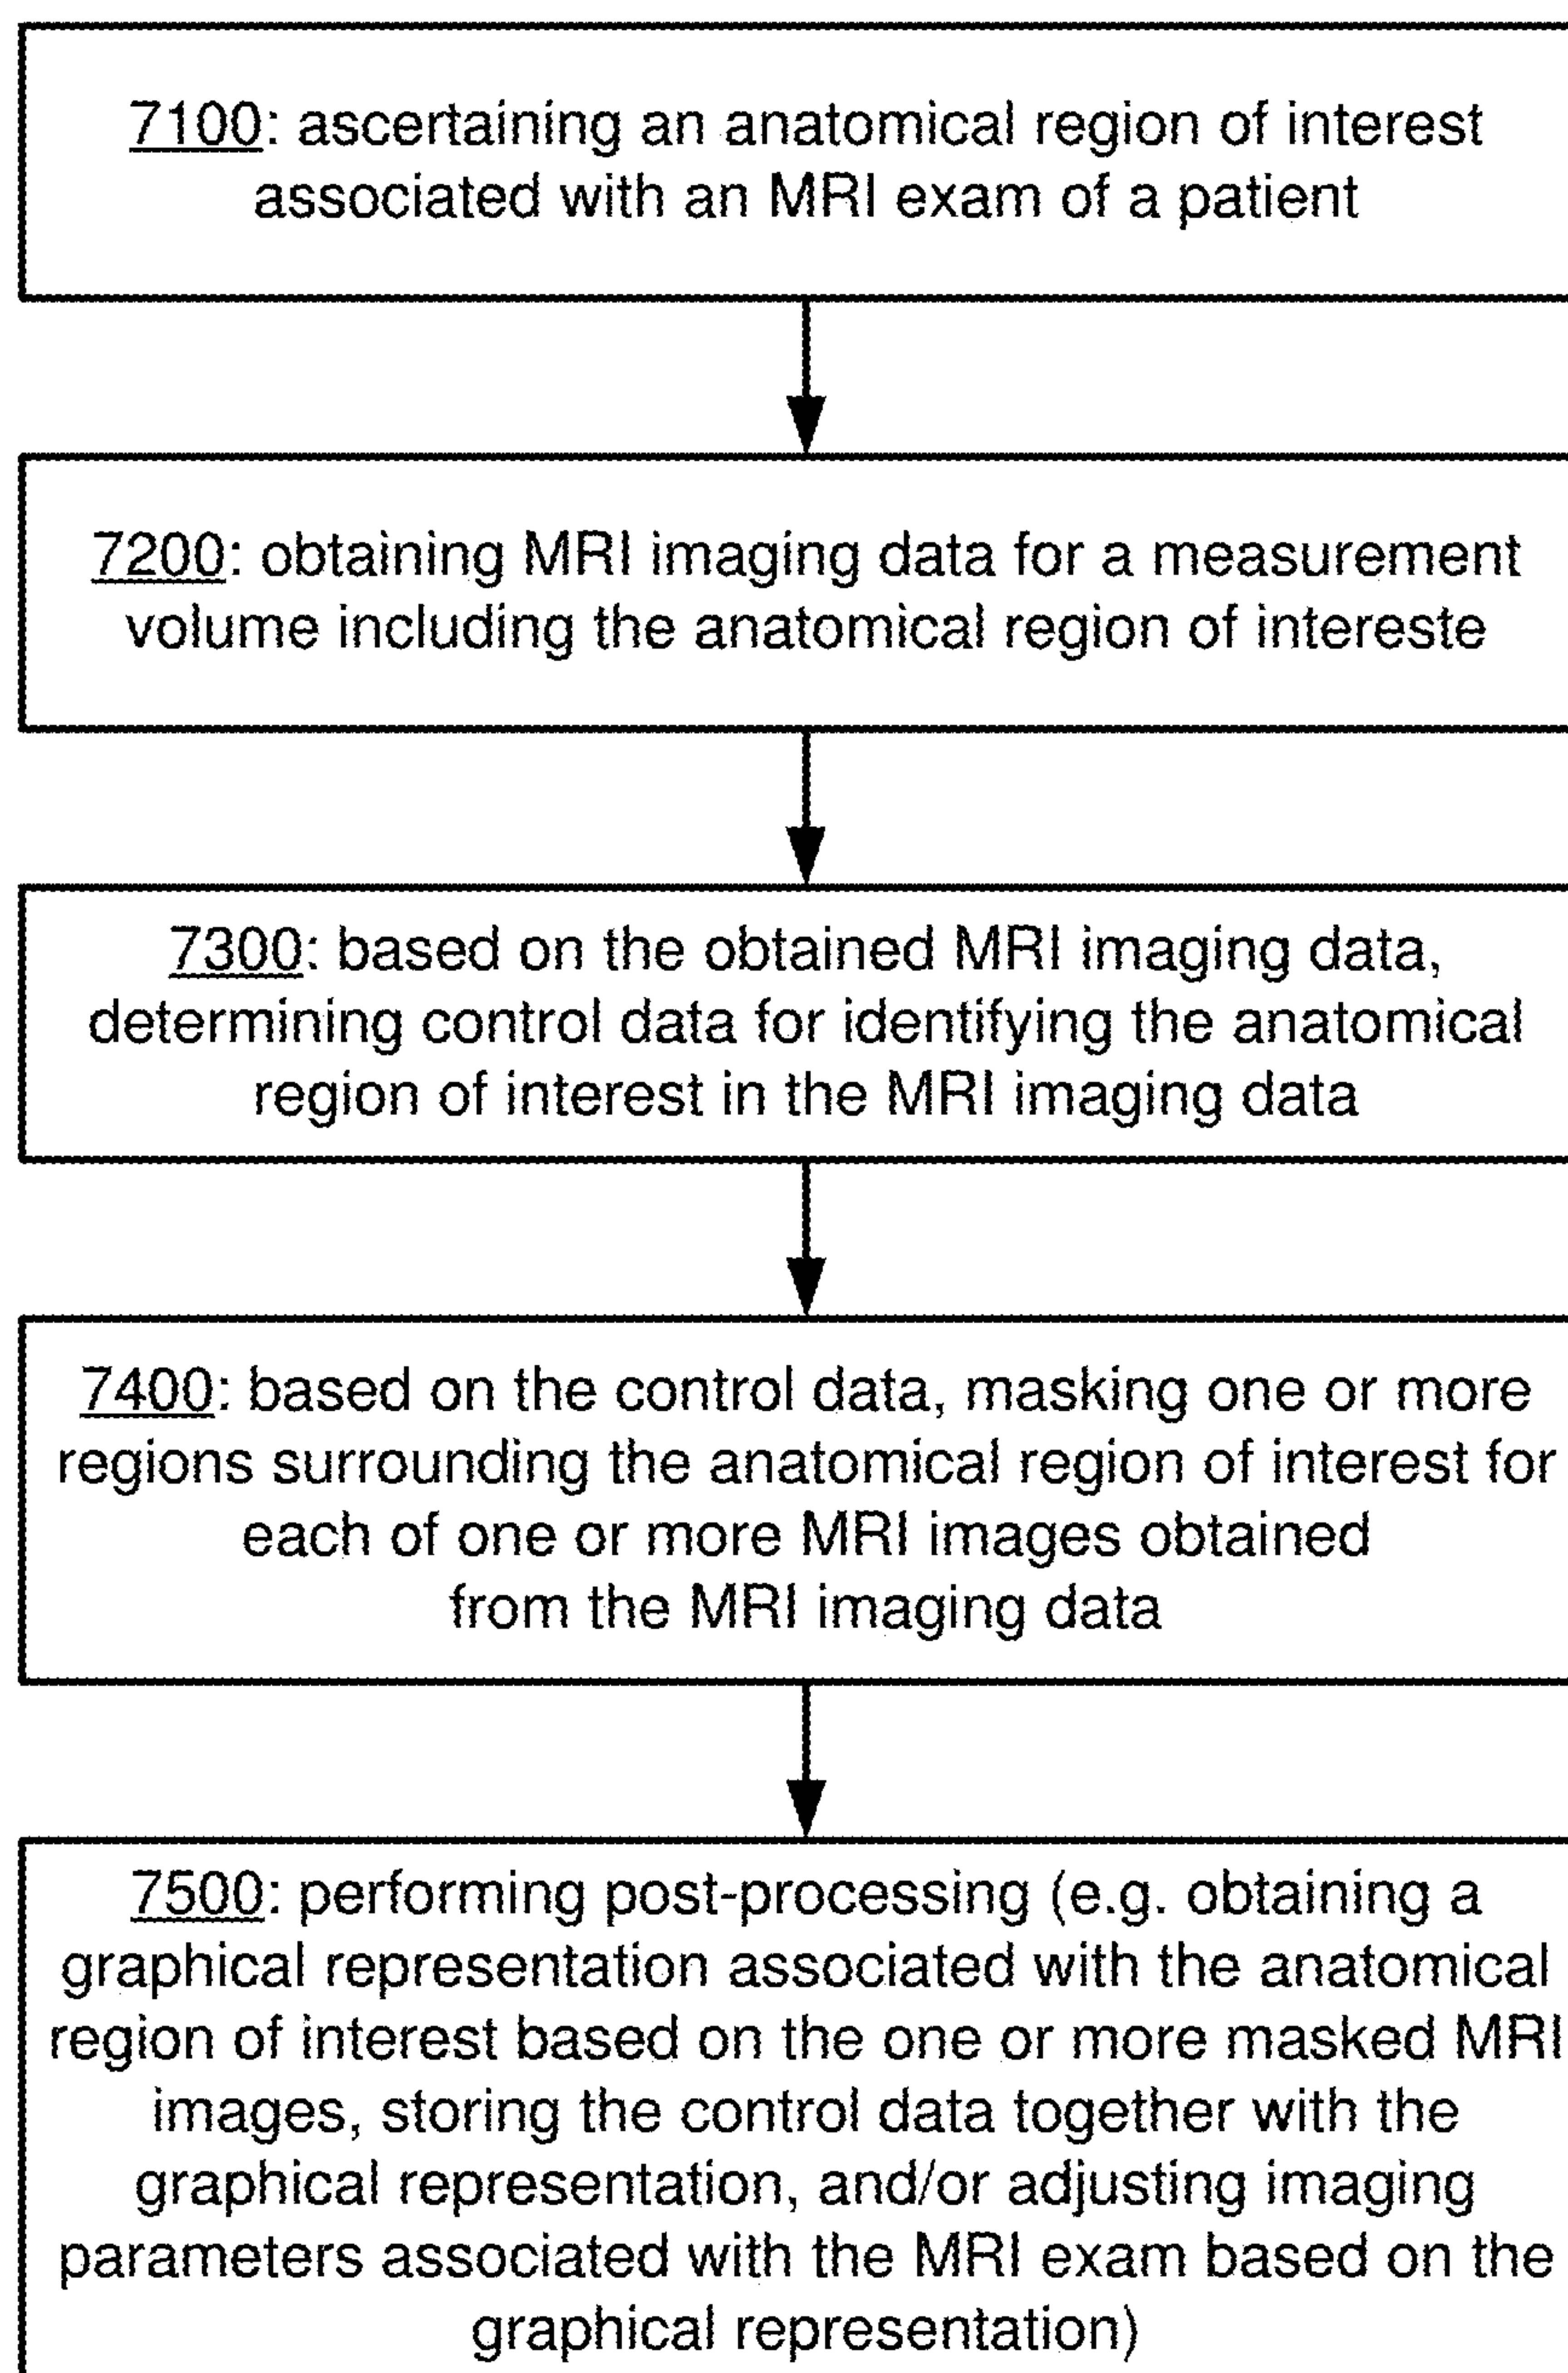 7100: ascertaining an anatomical region of interest
associated with an MRI exam of a patient
7200: obtaining MRI imaging data for a measurement
volume including the anatomical region of intereste
7300: based on the obtained MRI imaging data,
determining control data for identifying the anatomical
region of interest in the MRI imaging data
7400: based on the control data, masking one or more
regions surrounding the anatomical region of interest for
each of one or more MRI images obtained
from the MRI imaging data
7500: performing post-processing (e.g. obtaining a
graphical representation associated with the anatomical
region of interest based on the one or more masked MRI
images, storing the control data together with the
graphical representation, and/or adjusting imaging
parameters associated with the MRI exam based on the
graphical representation)